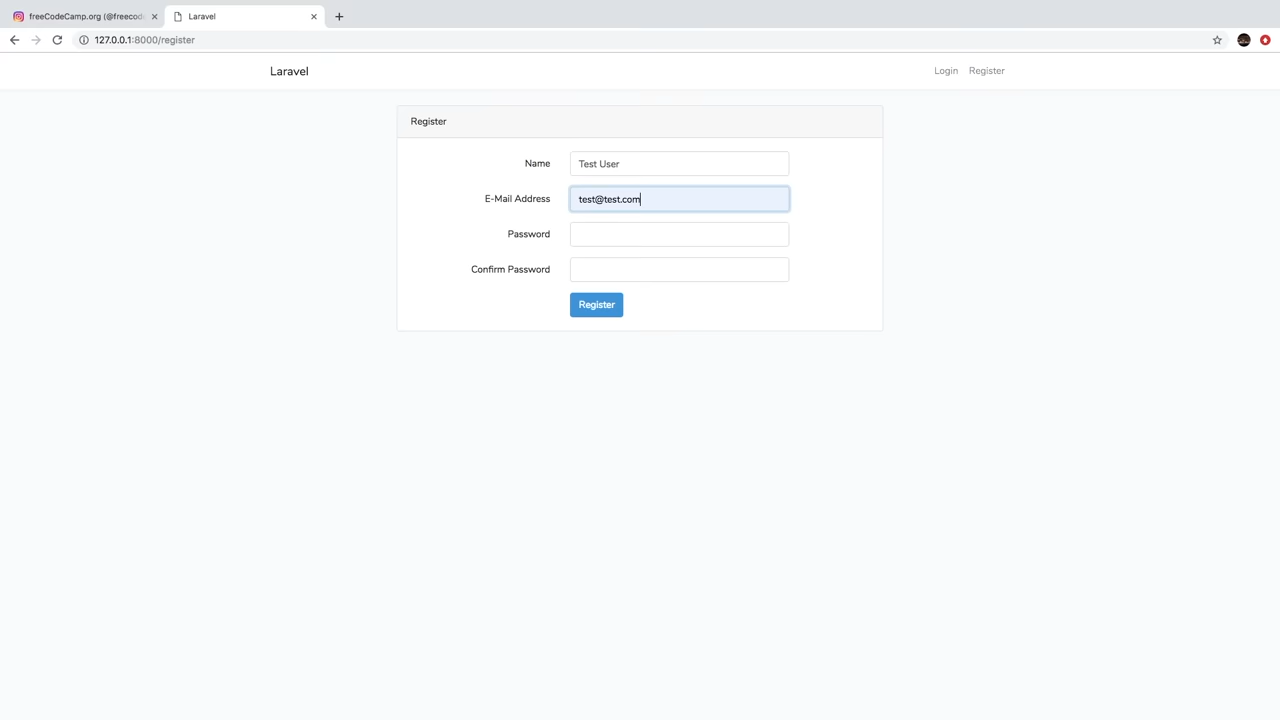 freeCodeCamp.org (@freecod
Laravel
127.0.0.1:8000/register
Laravel
Login Register
Register
Name Test User
E-Mail Address test@test.com
Password
Confirm Password
Register